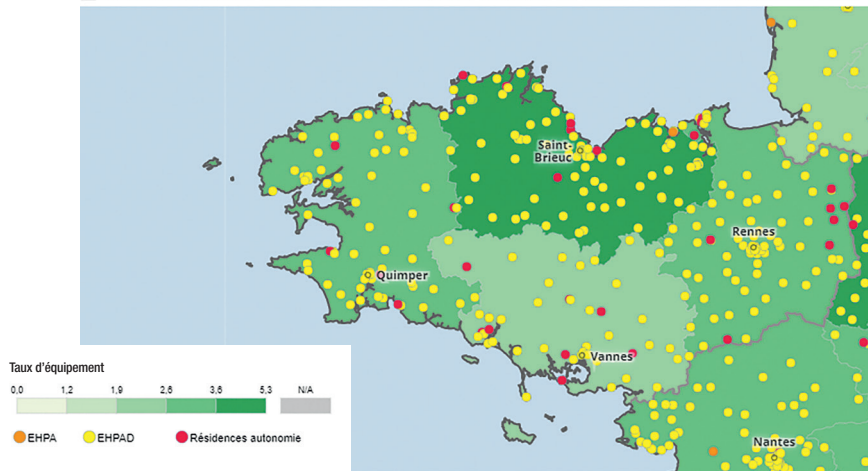 Saint-
Brieuc
Rennes
Quimper
Vannes
Nantes
Taux d'équipement
0,0 1,2 1,9 2,6 3,6 5,3 N/A
EHPA EHPAD Résidences autonomie